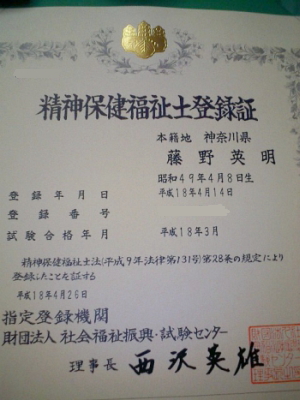 精神保健福祉士登録証
本籍地 神奈川県
藤野英明
昭和49年4月8日生
登録年月日 平成18年4月14日
登録番号
試験合格年月 平成18年3月
精神保健福祉士法(平成9年法律第131号)第28条の規定により
登録したことを証する
平成18年4月26日
指定登録機関
財団法人 社会福祉振興・試験センター
理事長 西沢英雄